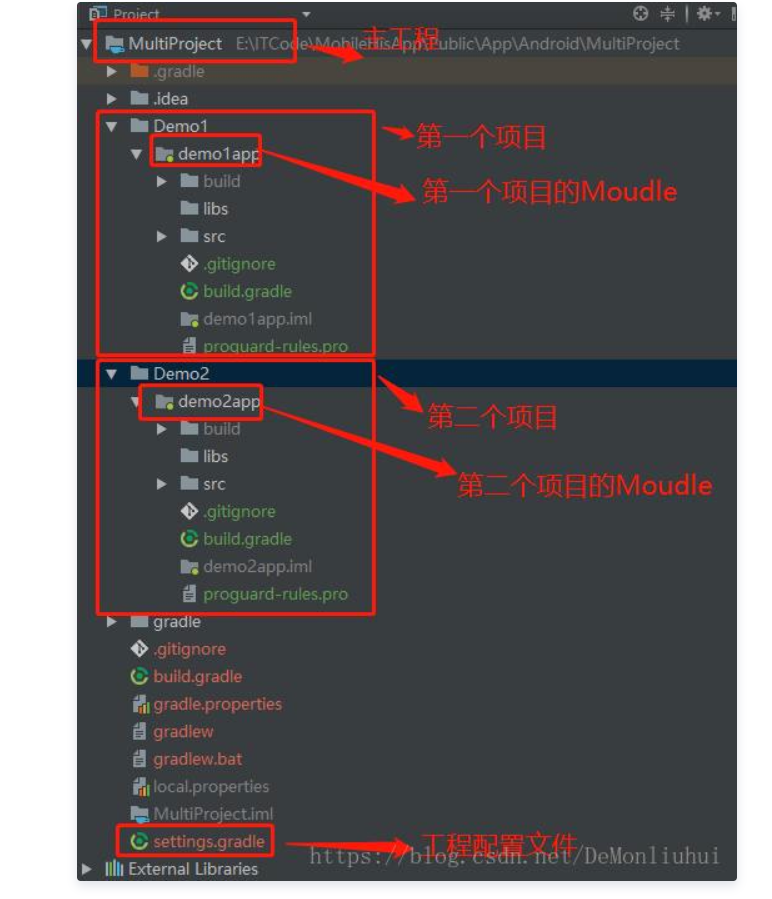 Project
MultiProject E:\ITCode\MobileHisApp\Public\App\Android\MultiProject
主工程
.gradle
.idea
Demo1
第一个项目
demo1app
第一个项目的Moudle
build
libs
src
.gitignore
build.gradle
demo1app.iml
proguard-rules.pro
Demo2
demo2app
第二个项目
build
libs
src
第二个项目的Moudle
.gitignore
build.gradle
demo2app.iml
proguard-rules.pro
gradle
.gitignore
build.gradle
gradle.properties
gradlew
gradlew.bat
local.properties
MultiProject.iml
settings.gradle
工程配置文件
https://blog.csdn.net/DeMonliuhui
External Libraries